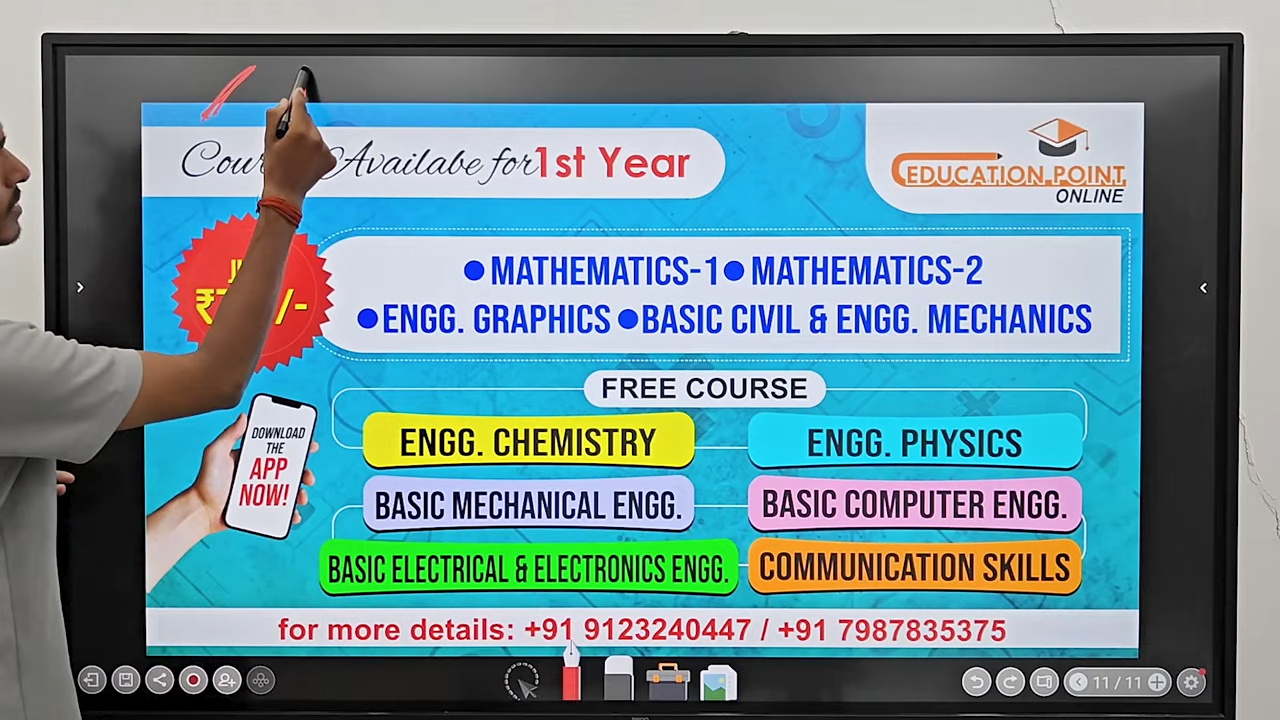 Availabe for 1st Year
EDUCATION POINT
ONLINE
MATHEMATICS-1 MATHEMATICS-2
ENGG. GRAPHICS BASIC CIVIL & ENGG. MECHANICS
FREE COURSE
ENGG. CHEMISTRY ENGG. PHYSICS
BASIC MECHANICAL ENGG. BASIC COMPUTER ENGG.
BASIC ELECTRICAL & ELECTRONICS ENGG. COMMUNICATION SKILLS
DOWNLOAD
THE
APP
NOW!
for more details: +91 9123240447 / +91 7987835375
11 / 11